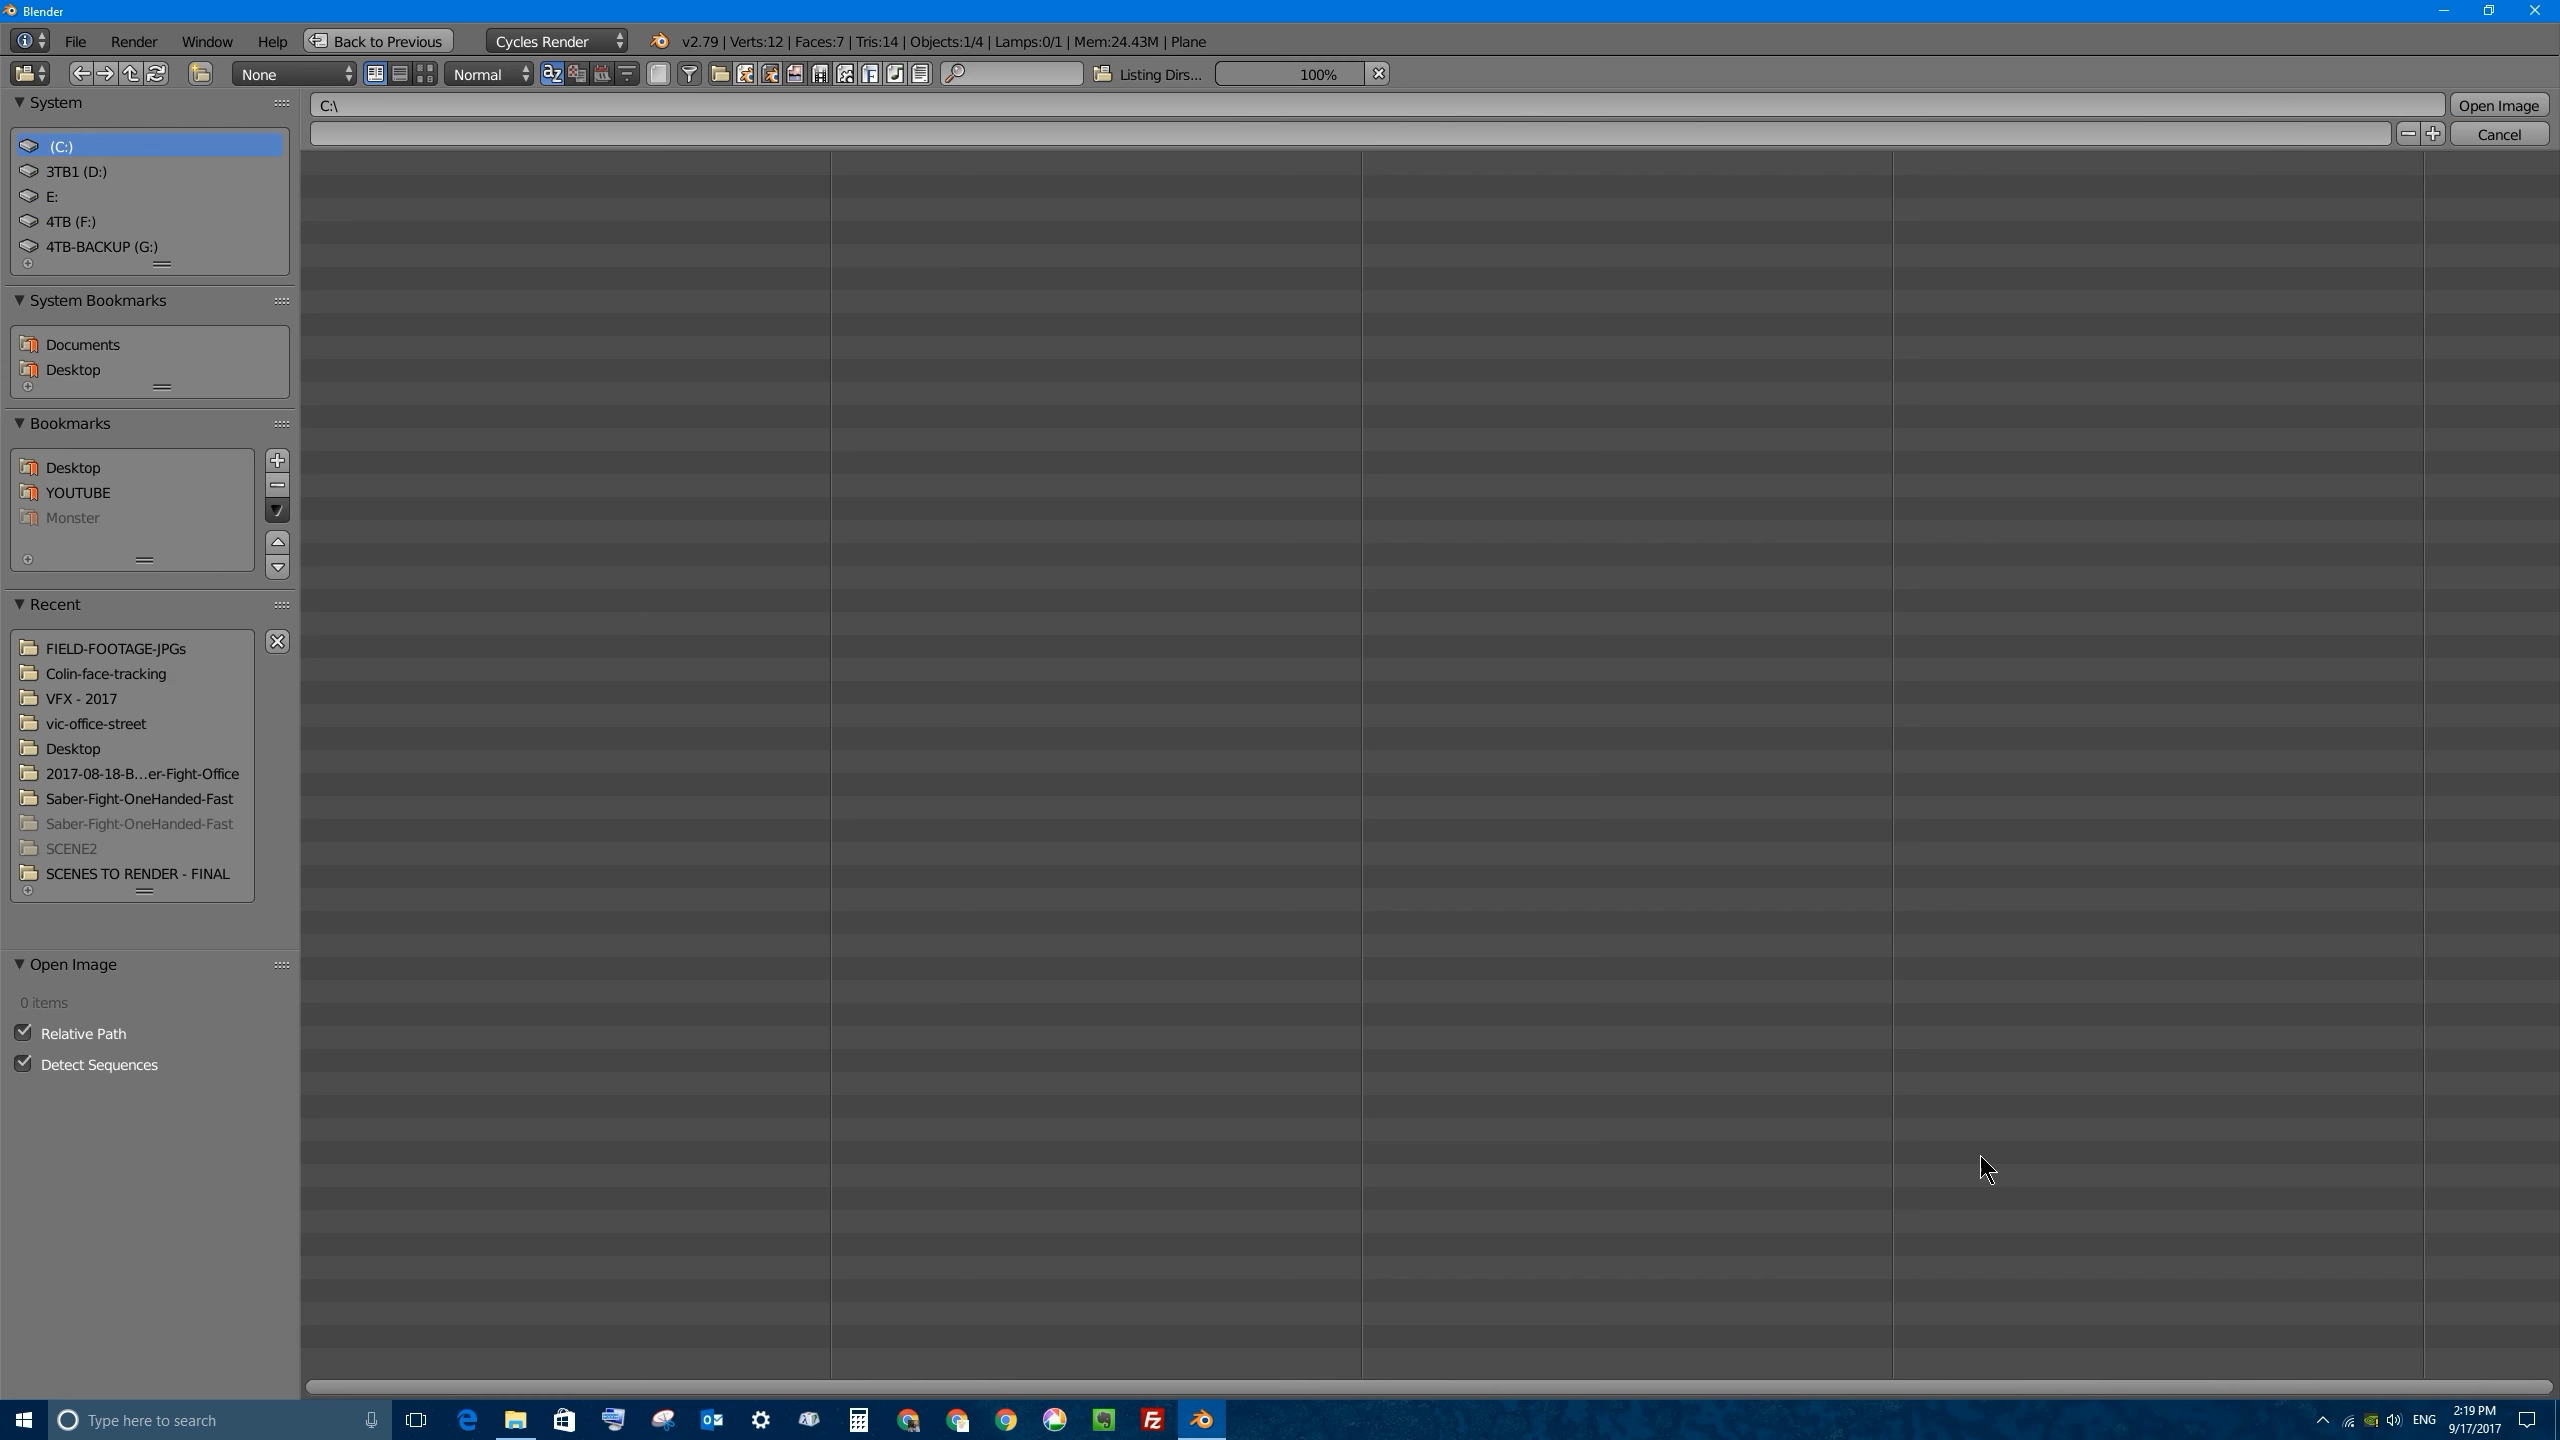 Blender
File Render Window Help Back to Previous Cycles Render v2.79 | Verts:12 | Faces:7 | Tris:14 | Objects:1/4 | Lamps:0/1 | Mem:24.43M | Plane
None Normal Listing Dirs... 100%
System
C:\ Open Image
Cancel
(C:)
3TB1 (D:)
E:
4TB (F:)
4TB-BACKUP (G:)
System Bookmarks
Documents
Desktop
Bookmarks
Desktop
YOUTUBE
Monster
Recent
FIELD-FOOTAGE-JPGs
Colin-face-tracking
VFX - 2017
vic-office-street
Desktop
2017-08-18-B...er-Fight-Office
Saber-Fight-OneHanded-Fast
Saber-Fight-OneHanded-Fast
SCENE2
SCENES TO RENDER - FINAL
Open Image
0 items
Relative Path
Detect Sequences
Type here to search ENG 2:19 PM
9/17/2017